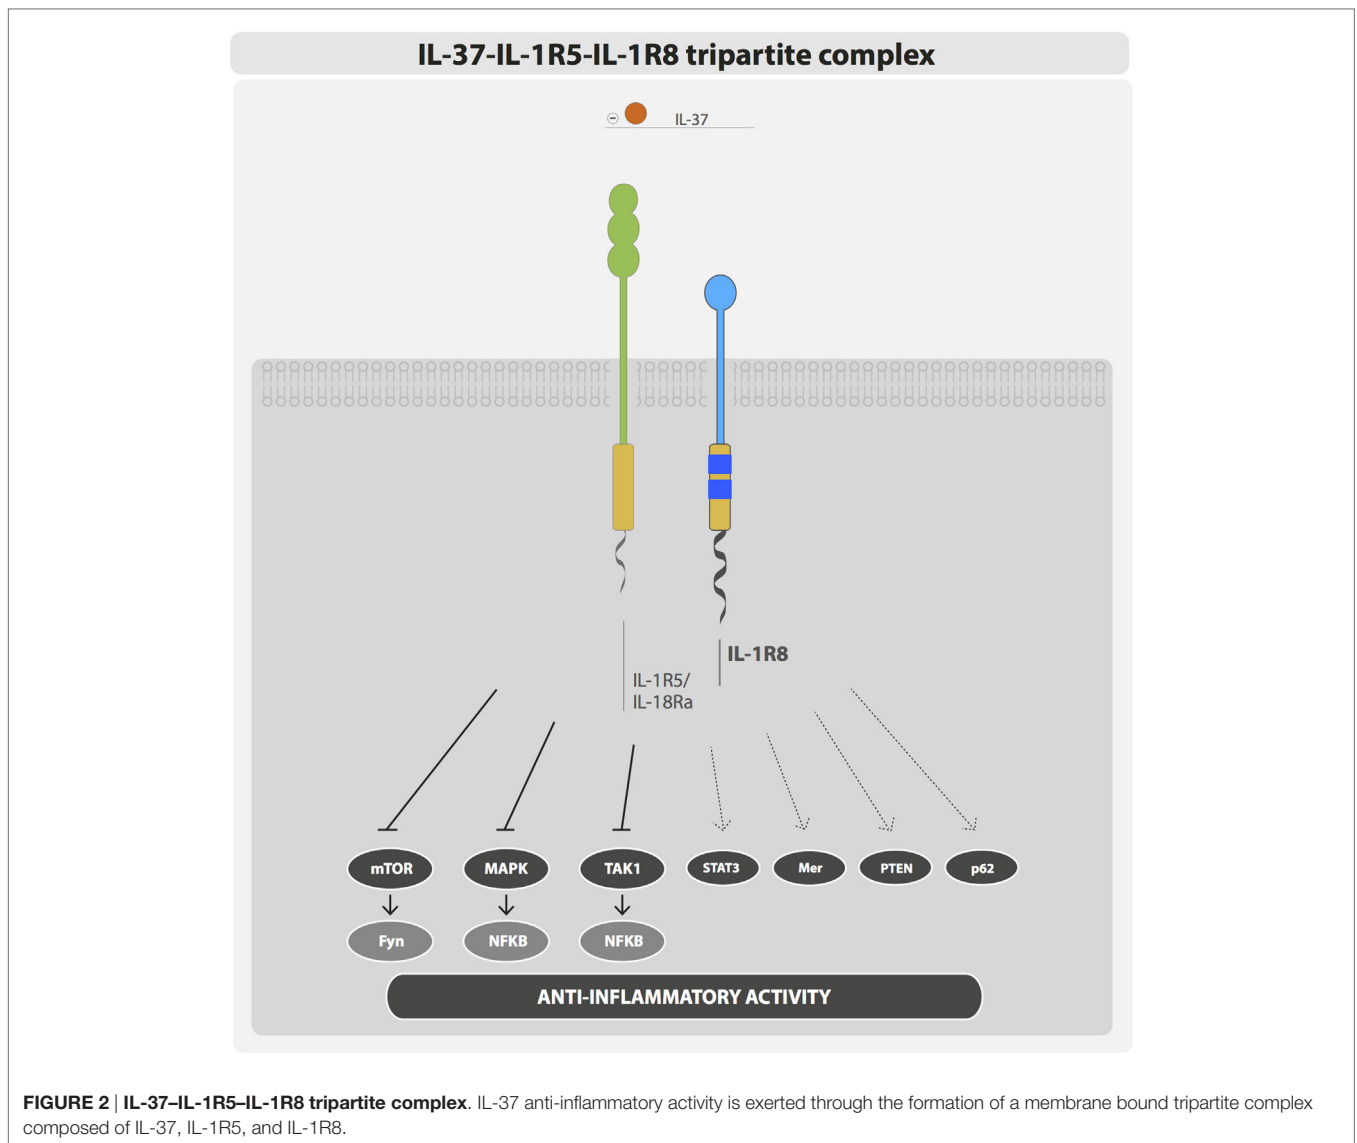 IL-37-IL-1R5-IL-1R8 tripartite complex
⊖ IL-37
IL-1R8
IL-1R5/
IL-18Ra
mTOR MAPK TAK1 STAT3 Mer PTEN p62
Fyn NFKB NFKB
ANTI-INFLAMMATORY ACTIVITY
FIGURE 2 | IL-37–IL-1R5–IL-1R8 tripartite complex. IL-37 anti-inflammatory activity is exerted through the formation of a membrane bound tripartite complex
composed of IL-37, IL-1R5, and IL-1R8.